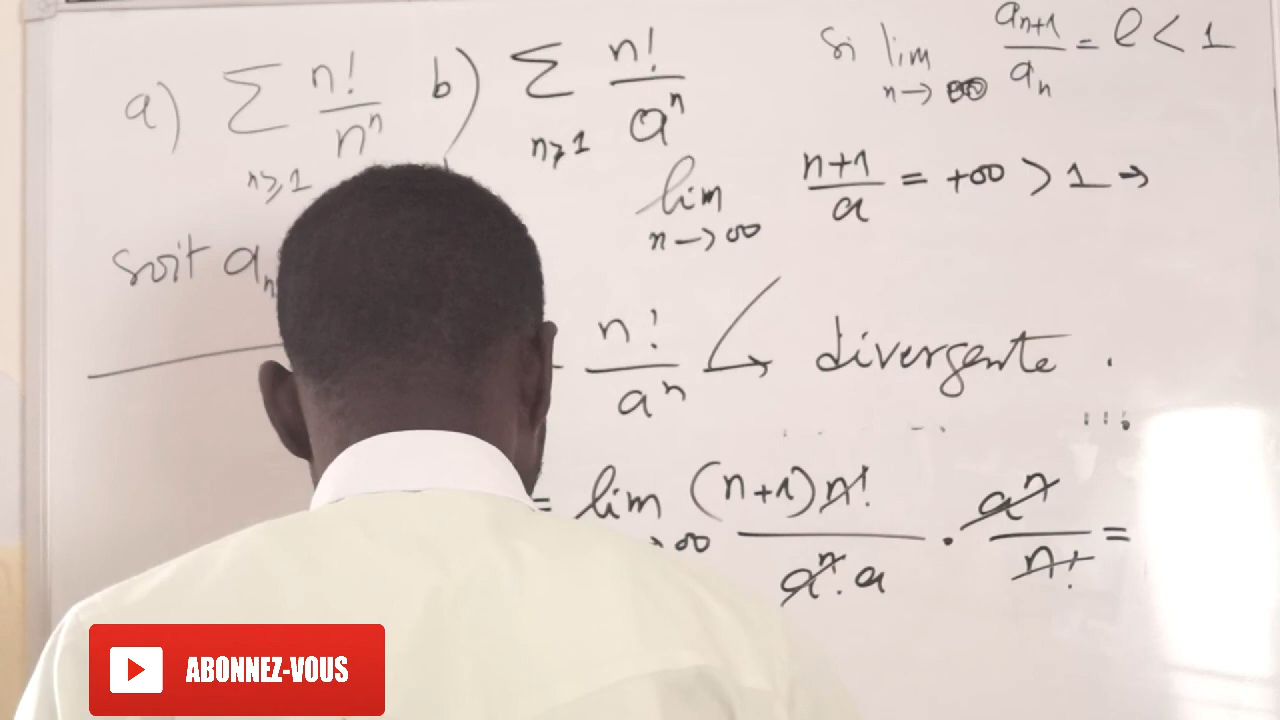 a) ∑ n≥1 n!/n^n b) ∑ n≥1 n!/a^n
si lim n→∞ a_{n+1}/a_n = l < 1
lim n→∞ (n+1)/a = +∞ > 1 →
soit a_n
n!/a^n → divergente.
= lim →∞ (n+1)n!/a^n.a · a^n/n! =
ABONNEZ-VOUS